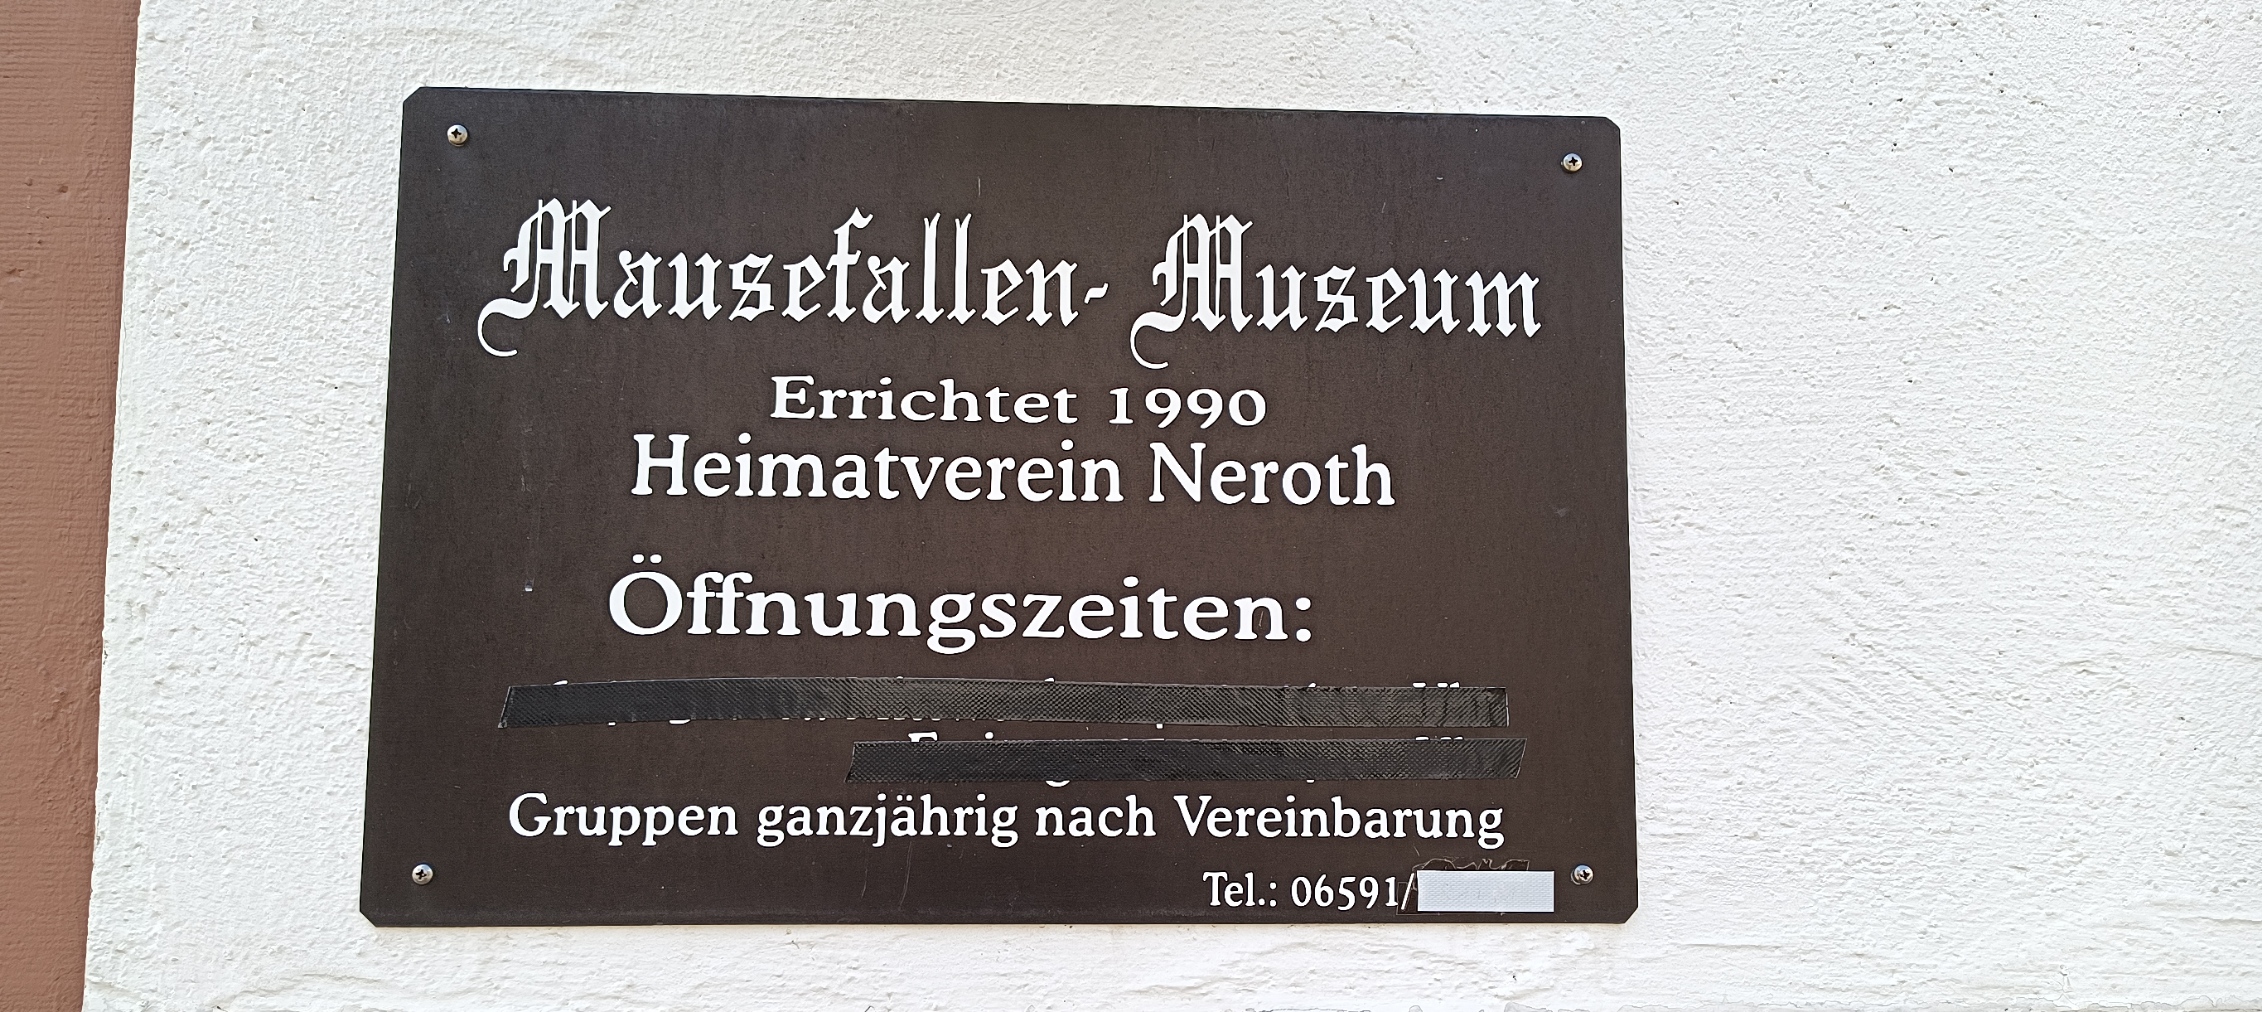 Mausefallen- Museum
Errichtet 1990
Heimatverein Neroth
Öffnungszeiten:
Gruppen ganzjährig nach Vereinbarung
Tel.: 06591/